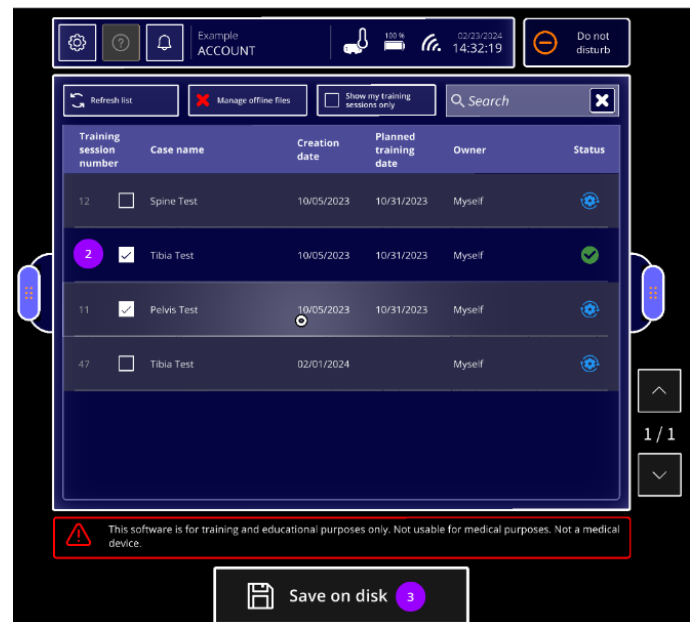 Example
ACCOUNT
100 %
02/23/2024
14:32:19
Do not
disturb
Refresh list
Manage offline files
Show my training
sessions only
Search
Training
session
number
Case name
Creation
date
Planned
training
date
Owner
Status
12 Spine Test 10/05/2023 10/31/2023 Myself
2 Tibia Test 10/05/2023 10/31/2023 Myself
11 Pelvis Test 10/05/2023 10/31/2023 Myself
47 Tibia Test 02/01/2024 Myself
1/1
This software is for training and educational purposes only. Not usable for medical purposes. Not a medical
device.
Save on disk 3